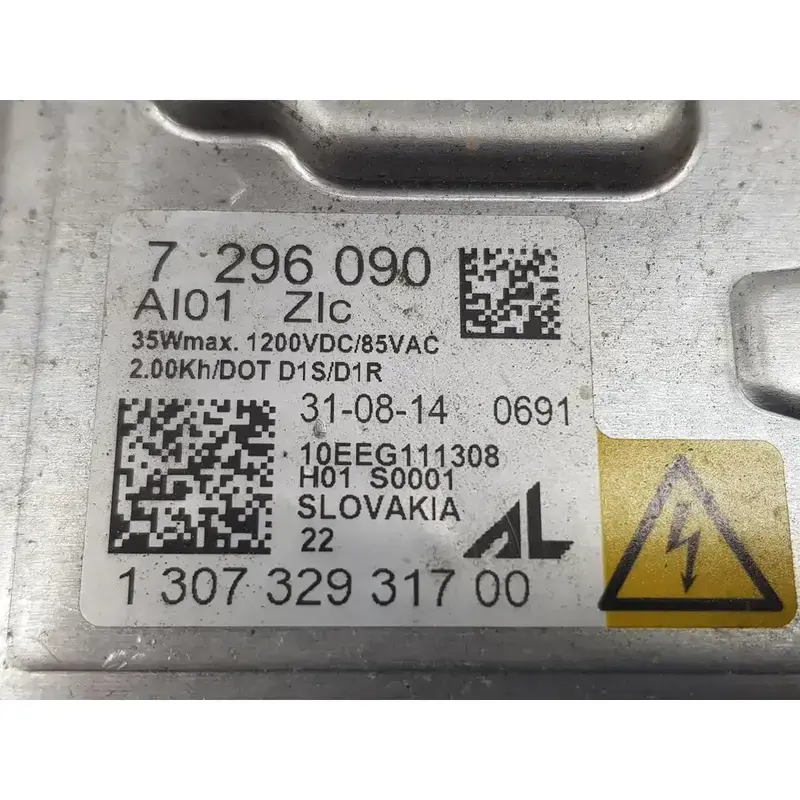 7 296 090
AI01 ZIc
35Wmax. 1200VDC/85VAC
2.00Kh/DOT D1S/D1R
31-08-14 0691
10EEG111308
H01 S0001
SLOVAKIA
22
AL
1 307 329 317 00